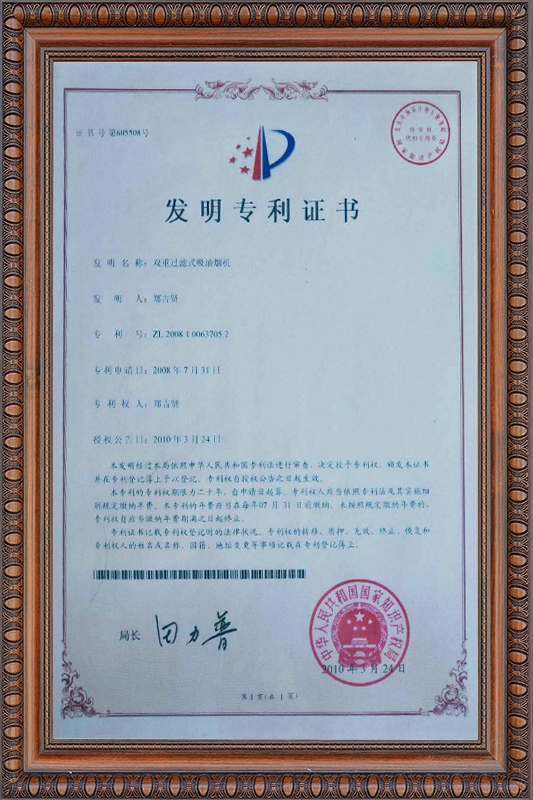 证书号第605508号
发明专利证书
发明名称：双重过滤式吸油烟机
发明人：郑吉贤
专利号：ZL 2008 1 0063705.2
专利申请日：2008年7月31日
专利权人：郑吉贤
授权公告日：2010年3月24日
本发明经过本局依照中华人民共和国专利法进行审查，决定授予专利权，颁发本证书
并在专利登记簿上予以登记。专利权自授权公告之日起生效。
本专利的专利权期限为二十年，自申请日起算。专利权人应当依照专利法及其实施细
则规定缴纳年费。本专利的年费应当在每年07月31日前缴纳。未按照规定缴纳年费的，
专利权自应当缴纳年费期满之日起终止。
专利证书记载专利权登记时的法律状况。专利权的转移、质押、无效、终止、恢复和
专利权人的姓名或名称、国籍、地址变更等事项记载在专利登记簿上。
局长 田力普
中华人民共和国国家知识产权局
2010年3月24日
第1页(共1页)